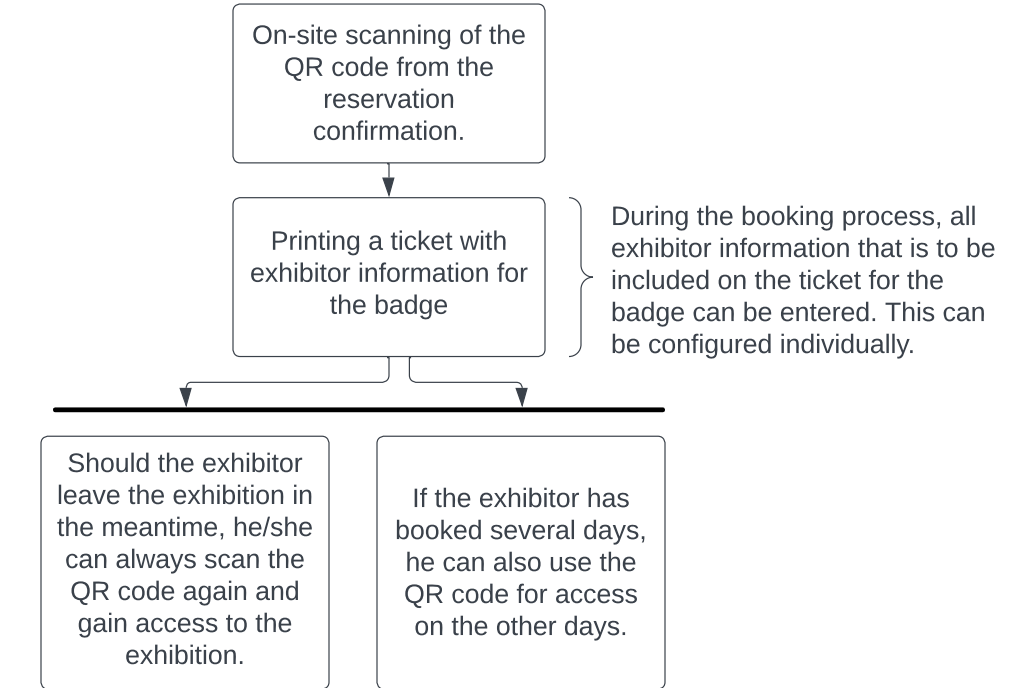 On-site scanning of the
QR code from the
reservation
confirmation.
Printing a ticket with
exhibitor information for
the badge
During the booking process, all
exhibitor information that is to be
included on the ticket for the
badge can be entered. This can
be configured individually.
Should the exhibitor
leave the exhibition in
the meantime, he/she
can always scan the
QR code again and
gain access to the
exhibition.
If the exhibitor has
booked several days,
he can also use the
QR code for access
on the other days.